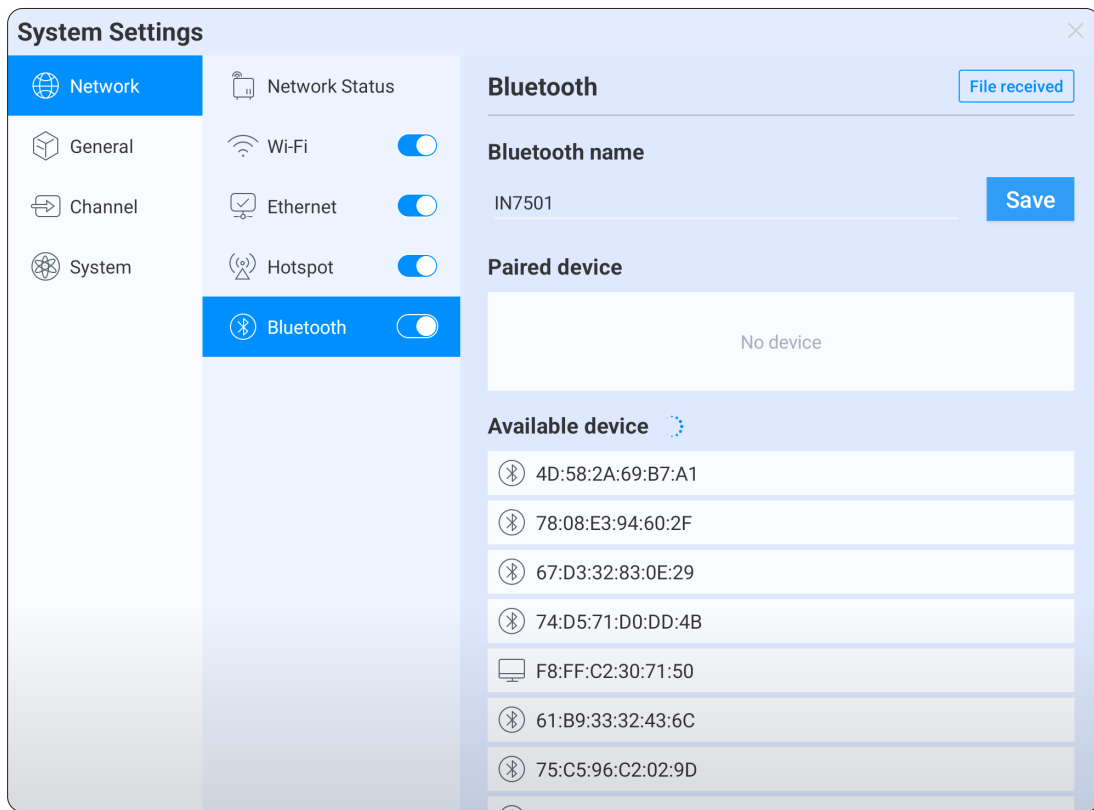 System Settings
Network
General
Channel
System
Network Status
Wi-Fi
Ethernet
Hotspot
Bluetooth
Bluetooth
File received
Bluetooth name
IN7501
Save
Paired device
No device
Available device
4D:58:2A:69:B7:A1
78:08:E3:94:60:2F
67:D3:32:83:0E:29
74:D5:71:D0:DD:4B
F8:FF:C2:30:71:50
61:B9:33:32:43:6C
75:C5:96:C2:02:9D